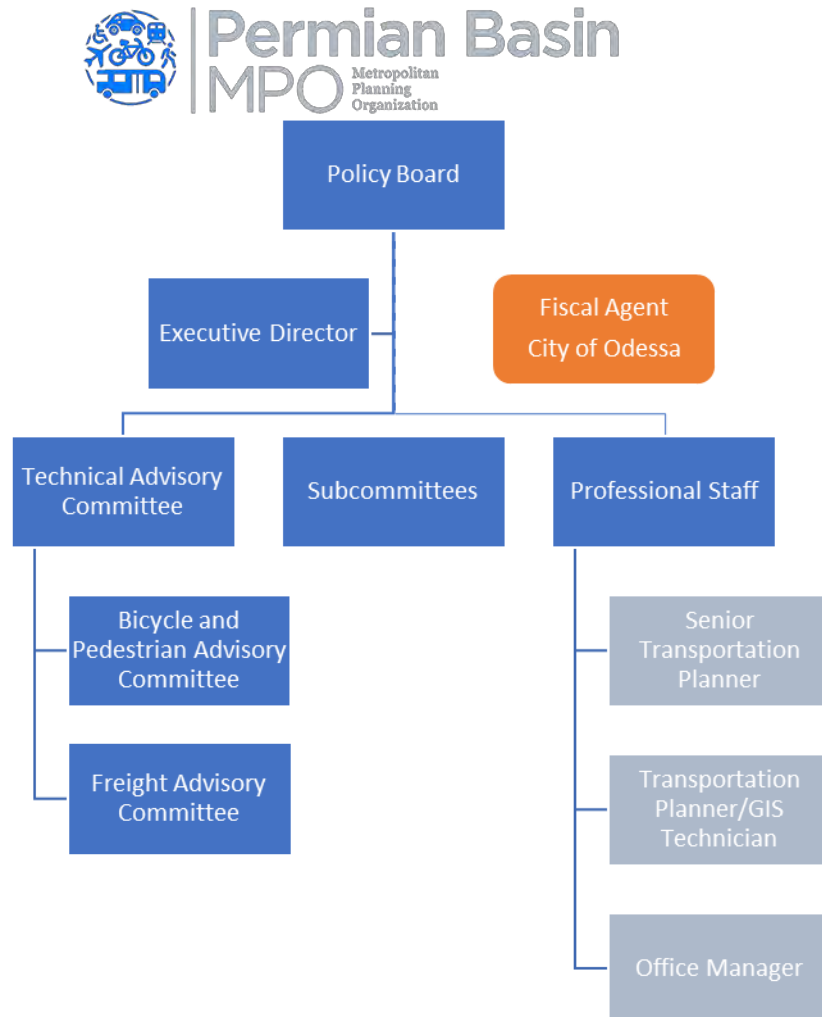 Permian Basin
MPO
Metropolitan
Planning
Organization
Policy Board
Executive Director
Fiscal Agent
City of Odessa
Technical Advisory
Committee
Subcommittees
Professional Staff
Bicycle and
Pedestrian Advisory
Committee
Senior
Transportation
Planner
Freight Advisory
Committee
Transportation
Planner/GIS
Technician
Office Manager